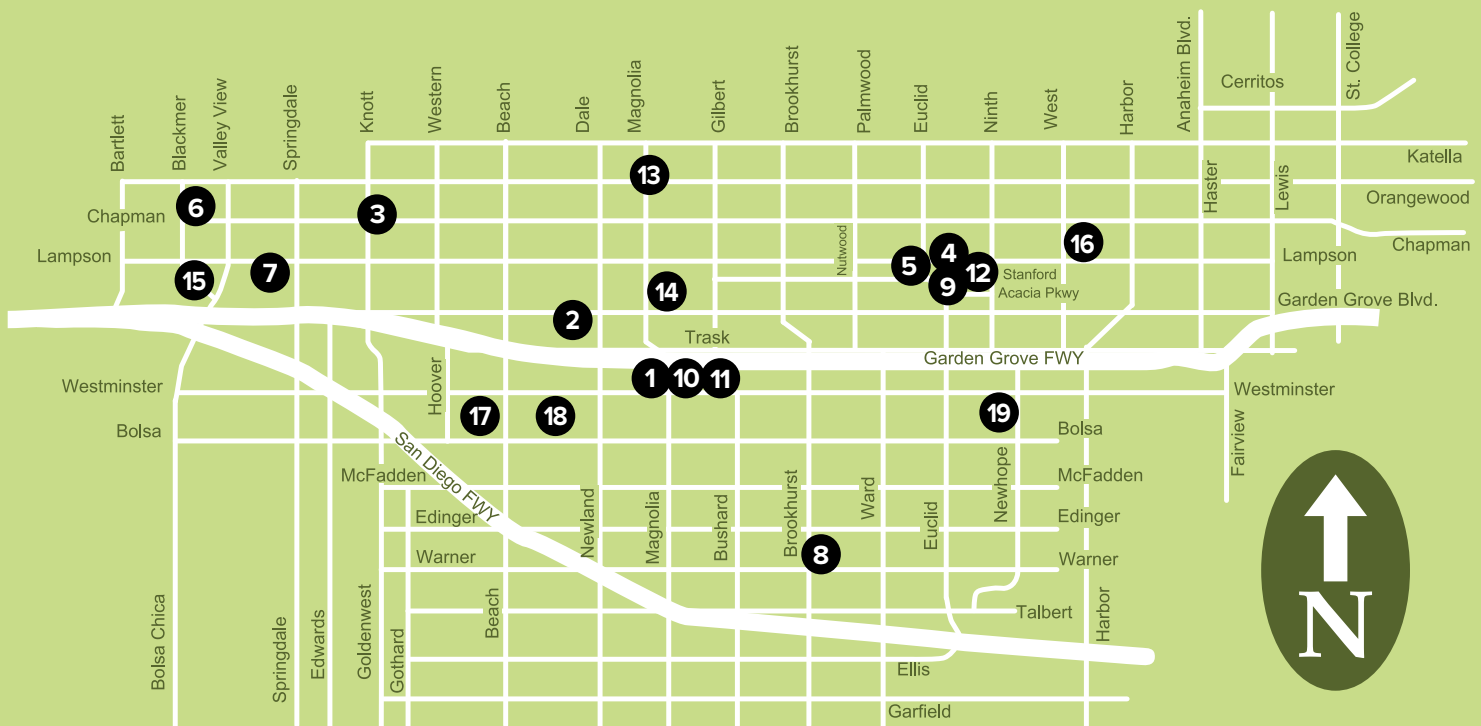 Bartlett
Blackmer
Valley View
Springdale
Knott
Western
Beach
Dale
Magnolia
Gilbert
Brookhurst
Palmwood
Euclid
Ninth
West
Harbor
Anaheim Blvd.
St. College
Cerritos
Katella
Haster
Lewis
Orangewood
13
6
3
Chapman
Chapman
16
Nutwood
Lampson
Lampson
5
4
12
9
Stanford
Acacia Pkwy
15
7
14
Garden Grove Blvd.
2
Trask
Garden Grove FWY
1
10
11
Westminster
Westminster
Hoover
17
18
19
Bolsa
Bolsa
San Diego FWY
Fairview
McFadden
McFadden
Newhope
Edinger
Edinger
Newland
Magnolia
Bushard
Brookhurst
Ward
Euclid
8
Warner
Warner
Talbert
Bolsa Chica
Springdale
Edwards
Goldenwest
Gothard
Beach
Harbor
Ellis
Garfield
N